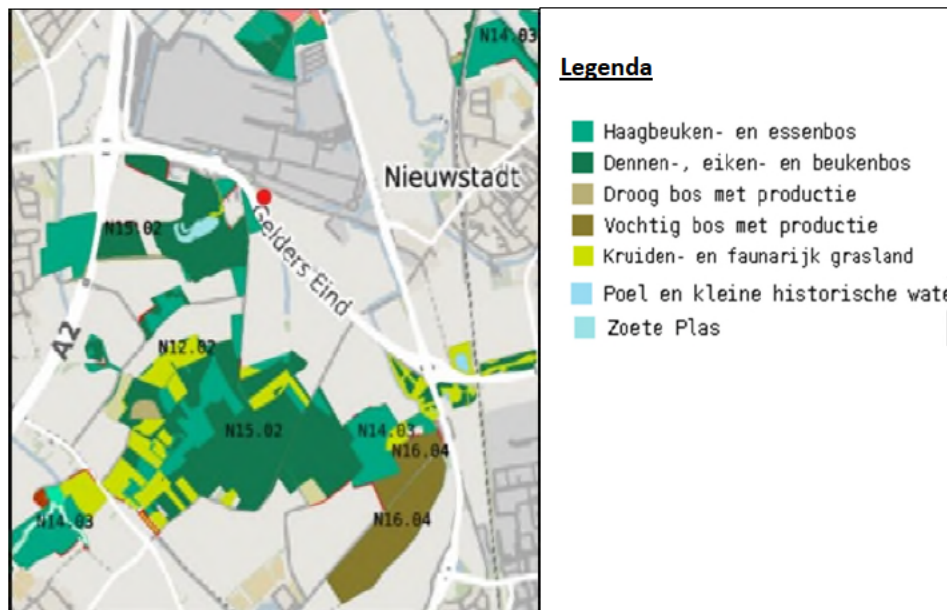 N14.03
Nieuwstadt
N15.02
Gelders Eind
A2
N12.02
N15.02
N14.03
N16.04
N16.04
N14.03
Legenda
Haagbeuken- en essenbos
Dennen-, eiken- en beukenbos
Droog bos met productie
Vochtig bos met productie
Kruiden- en faunarijk grasland
Poel en kleine historische wate
Zoete Plas